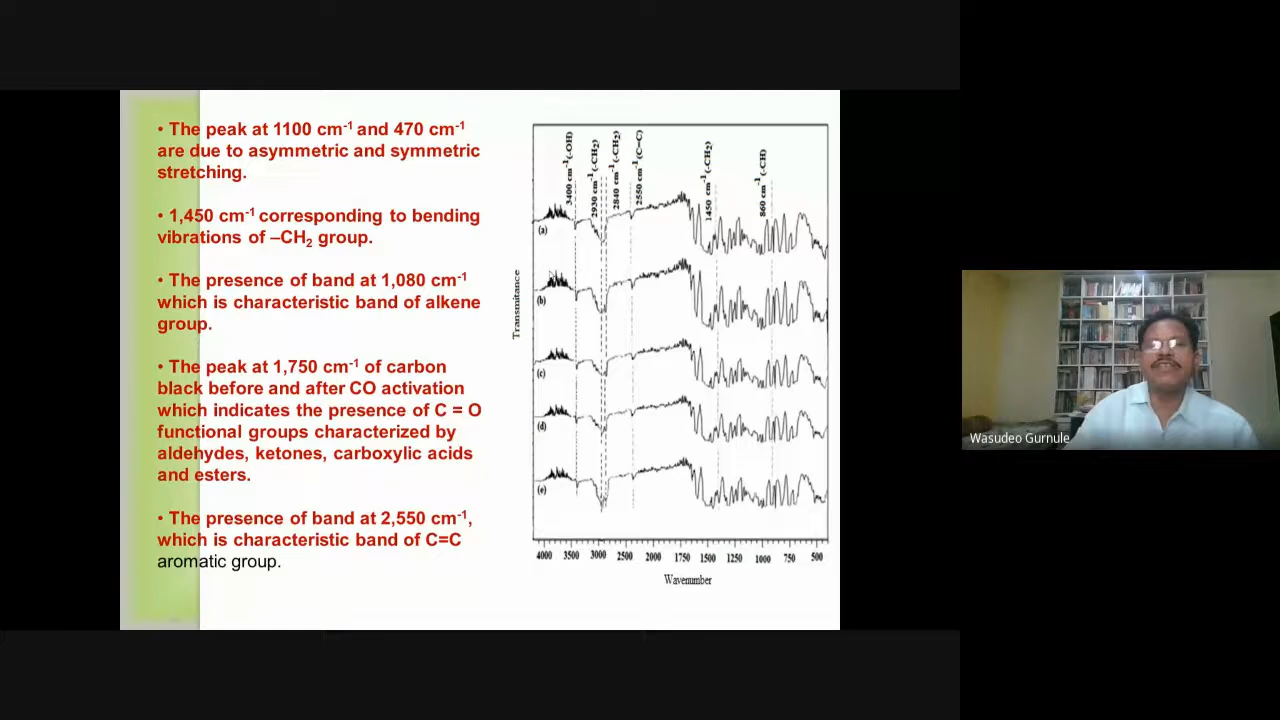 • The peak at 1100 cm-1 and 470 cm-1
are due to asymmetric and symmetric
stretching.
• 1,450 cm-1 corresponding to bending
vibrations of –CH2 group.
• The presence of band at 1,080 cm-1
which is characteristic band of alkene
group.
• The peak at 1,750 cm-1 of carbon
black before and after CO activation
which indicates the presence of C = O
functional groups characterized by
aldehydes, ketones, carboxylic acids
and esters.
• The presence of band at 2,550 cm-1,
which is characteristic band of C=C
aromatic group.
3400 cm-1 (-OH)
2930 cm-1 (-CH2)
2840 cm-1 (-CH2)
2550 cm-1 (C=C)
1450 cm-1 (-CH2)
860 cm-1 (-CH)
(a)
(b)
(c)
(d)
(e)
Transmitance
4000 3500 3000 2500 2000 1750 1500 1250 1000 750 500
Wavenumber
Wasudeo Gurnule